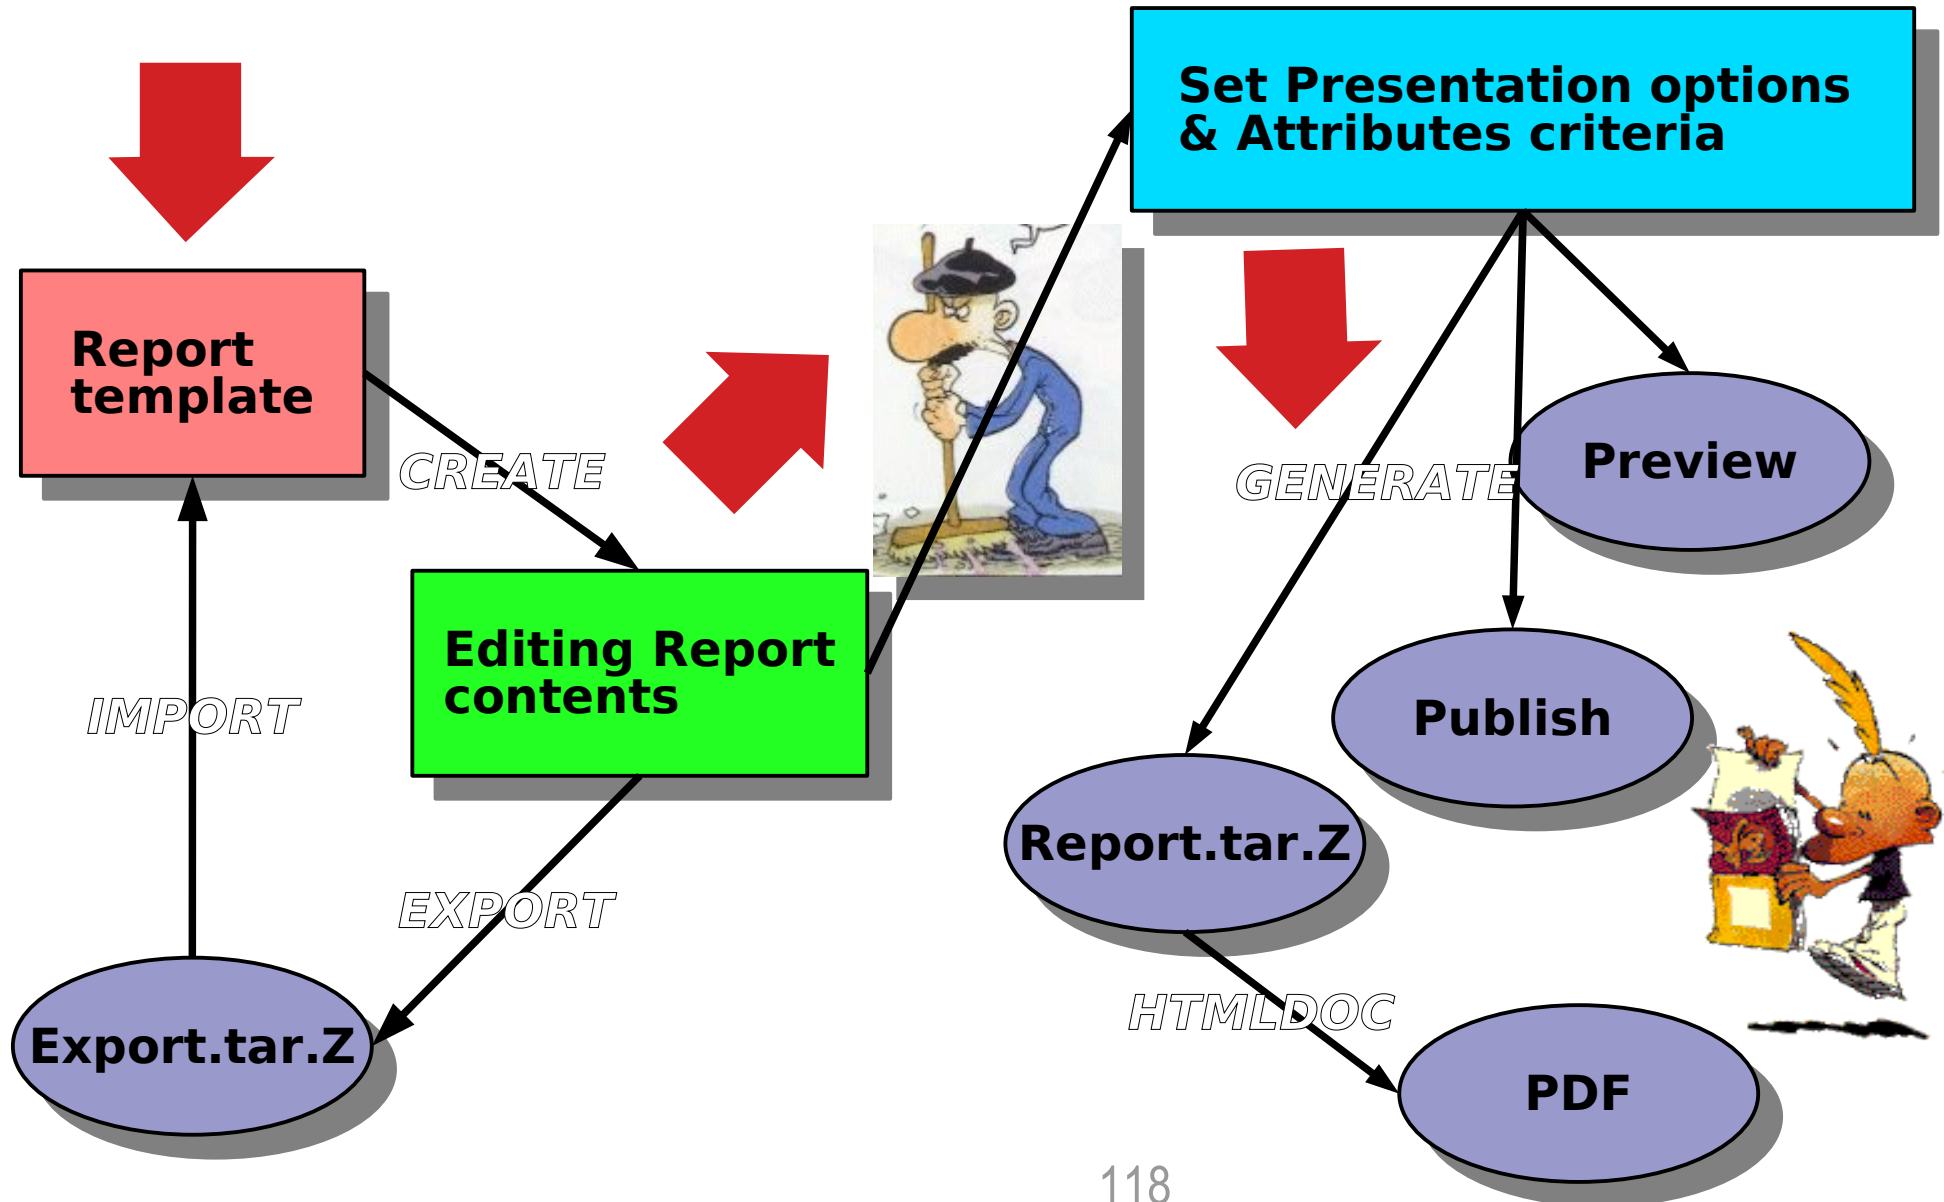 Set Presentation options
& Attributes criteria
Report
template
CREATE
GENERATE
Preview
Editing Report
contents
IMPORT
Publish
Report.tar.Z
EXPORT
HTMLDOC
Export.tar.Z
PDF
118